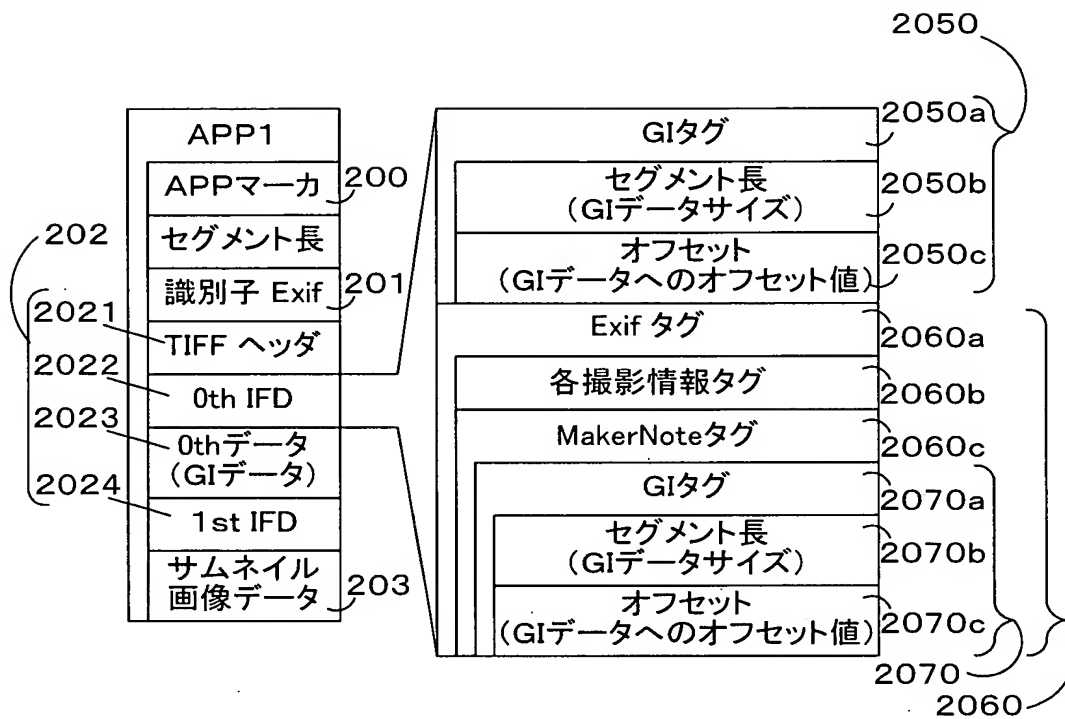 2050
APP1
APPマーカ
200
セグメント長
識別子 Exif
201
202
2021
TIFF ヘッダ
2022
0th IFD
2023
0thデータ
(GIデータ)
2024
1st IFD
サムネイル
画像データ
203
GIタグ
2050a
セグメント長
(GIデータサイズ)
2050b
オフセット
(GIデータへのオフセット値)
2050c
Exif タグ
2060a
各撮影情報タグ
2060b
MakerNoteタグ
2060c
GIタグ
2070a
セグメント長
(GIデータサイズ)
2070b
オフセット
(GIデータへのオフセット値)
2070c
2070
2060